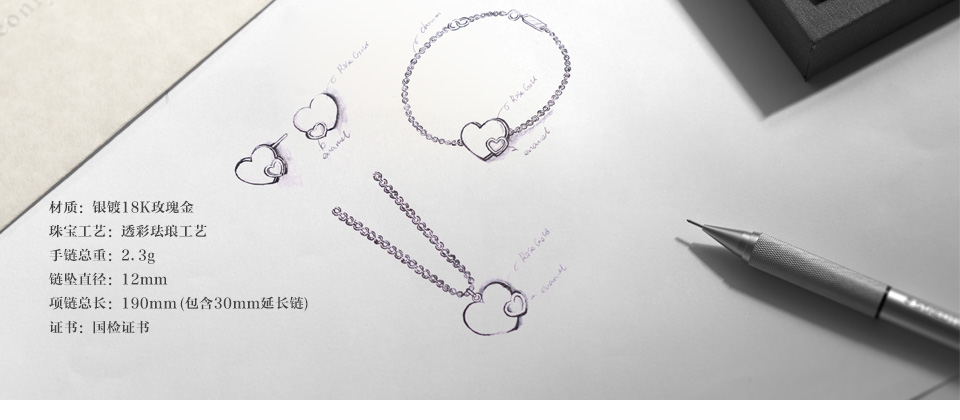 Rose Gold
enamel
Rose Gold
enamel
Rose Gold
enamel
材质：银镀18K玫瑰金
珠宝工艺：透彩珐琅工艺
手链总重：2.3g
链坠直径：12mm
项链总长：190mm(包含30mm延长链)
证书：国检证书